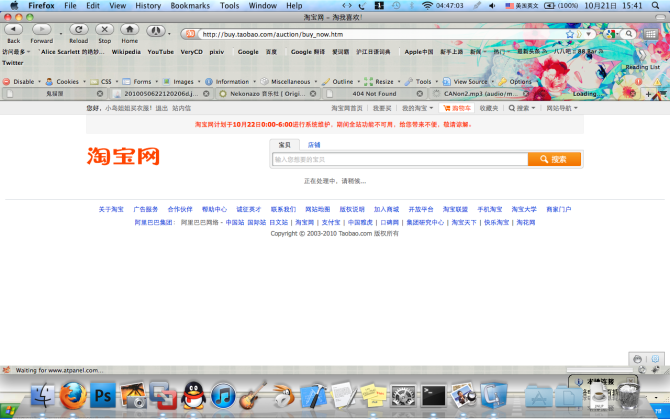 Firefox File Edit View History Bookmarks Tools Window Help 04:47:03 美国英文 (100%) 10月21日 15:41
淘宝网 - 淘我喜欢!
Back Forward Reload Stop Home http://buy.taobao.com/auction/buy_now.htm
访问最多 'Alice Scarlett 的绝妙... Wikipedia YouTube VeryCD pixiv Google 百度 Google 翻译 爱词霸 沪江日语词典 Apple中国 新手上路 新闻 热门
Twitter Reading List
Disable Cookies CSS Forms Images Information Miscellaneous Outline Resize Tools View Source Options
鬼猫屋 2010050622120206d.j... Nekonazo 音乐社 [ Origi... 404 Not Found CANon2.mp3 (audio/m... Loading...
您好, 小鸟姐姐买衣服! 退出 站内信 淘宝网首页 我要买 我的淘宝 购物车 收藏夹 搜索 网站导航
淘宝网计划于10月22日0:00-6:00进行系统维护,期间全站功能不可用,给您带来不便,敬请谅解。
淘宝网
宝贝 店铺
输入您想要的宝贝 搜索
正在处理中,请稍候...
关于淘宝 广告服务 合作伙伴 帮助中心 诚征英才 联系我们 网站地图 版权说明 加入商城 开放平台 淘宝联盟 手机淘宝 淘宝大学 商家门户
阿里巴巴集团: 阿里巴巴网络 - 中国站 国际站 日文站 | 淘宝网 | 支付宝 | 中国雅虎 | 口碑网 | 集团研究中心 | 淘宝天下 | 快乐淘宝 | 淘花网
Copyright © 2003-2010 Taobao.com 版权所有
Waiting for www.atpanel.com...
Ps